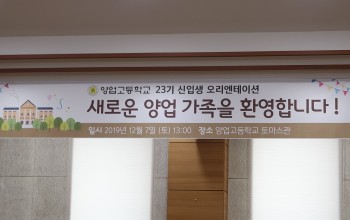 양업고등학교 23기 신입생 오리엔테이션
새로운 양업 가족을 환영합니다!
일시 2019년 12월 7일 (토) 13:00 장소 양업고등학교 토마스관